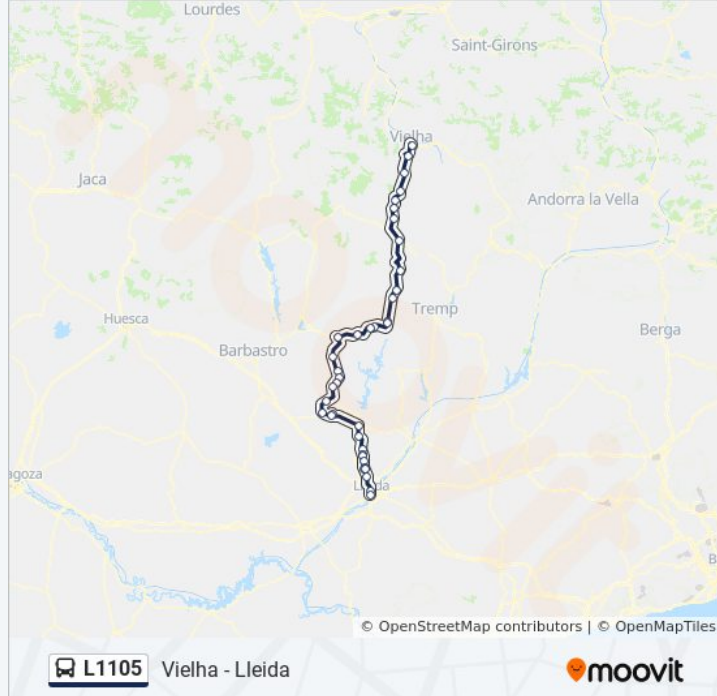 Lourdes
Saint-Girons
Vielha
Jaca
Andorra la Vella
Tremp
Huesca
Berga
Barbastro
agoza
B
© OpenStreetMap contributors | © OpenMapTiles
L1105 Vielha - Lleida
moovit